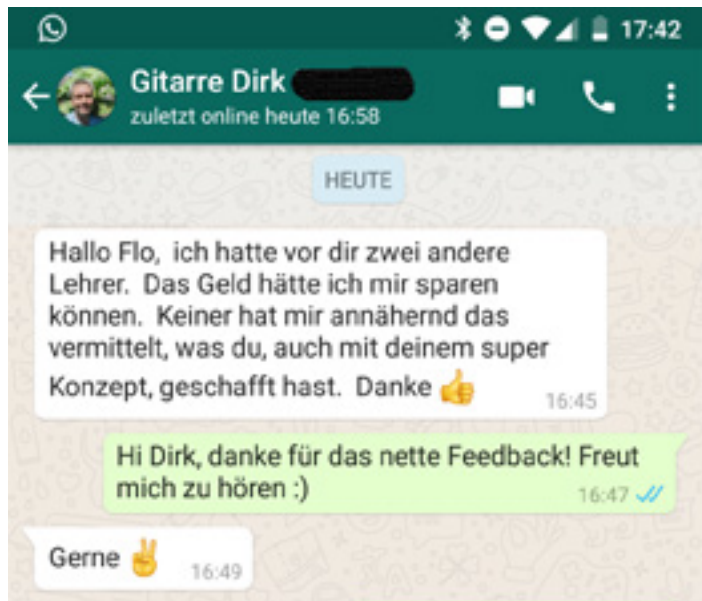 17:42
Gitarre Dirk
zuletzt online heute 16:58
HEUTE
Hallo Flo, ich hatte vor dir zwei andere
Lehrer. Das Geld hätte ich mir sparen
können. Keiner hat mir annähernd das
vermittelt, was du, auch mit deinem super
Konzept, geschafft hast. Danke 👍
16:45
Hi Dirk, danke für das nette Feedback! Freut
mich zu hören :)
16:47
Gerne ✌
16:49